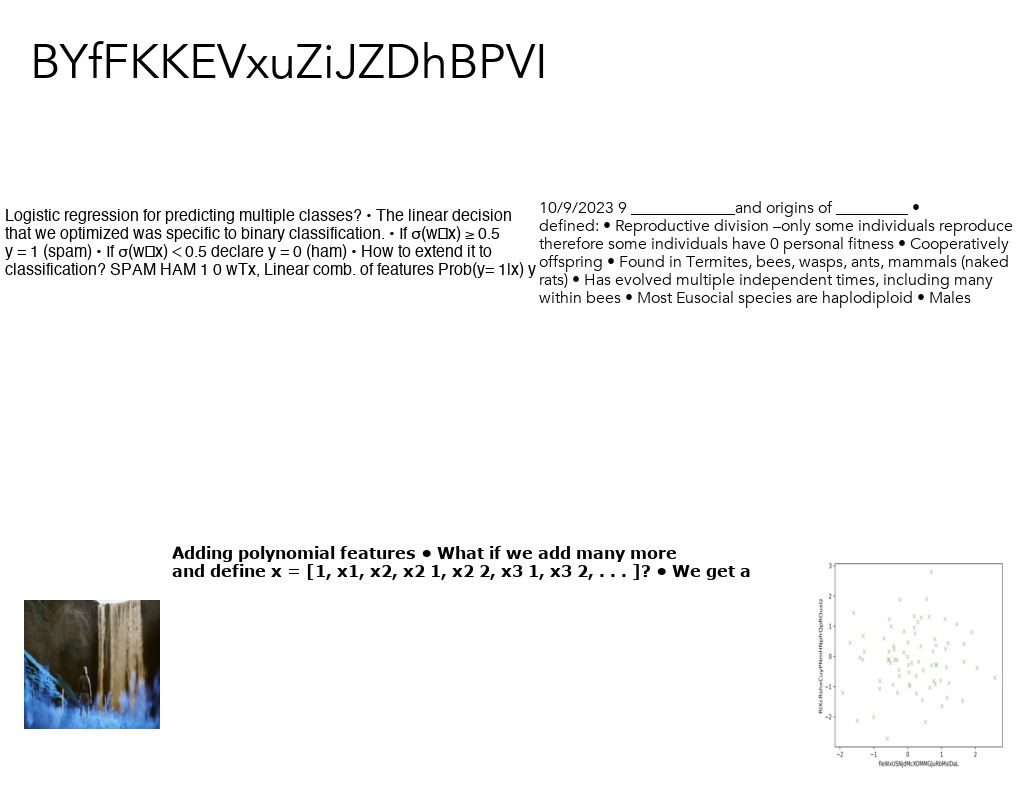 BYfFKKEVxuZiJZDhBPVI
Logistic regression for predicting multiple classes? • The linear decision
that we optimized was specific to binary classification. • If σ(w□x) ≥ 0.5
y = 1 (spam) • If σ(w□x) < 0.5 declare y = 0 (ham) • How to extend it to
classification? SPAM HAM 1 0 wTx, Linear comb. of features Prob(y= 1|x) y
10/9/2023 9 _____________and origins of _________ •
defined: • Reproductive division –only some individuals reproduce
therefore some individuals have 0 personal fitness • Cooperatively
offspring • Found in Termites, bees, wasps, ants, mammals (naked
rats) • Has evolved multiple independent times, including many
within bees • Most Eusocial species are haplodiploid • Males
Adding polynomial features • What if we add many more
and define x = [1, x1, x2, x2 1, x2 2, x3 1, x3 2, . . . ]? • We get a
3
2
1
0
−1
−2
−2 −1 0 1 2